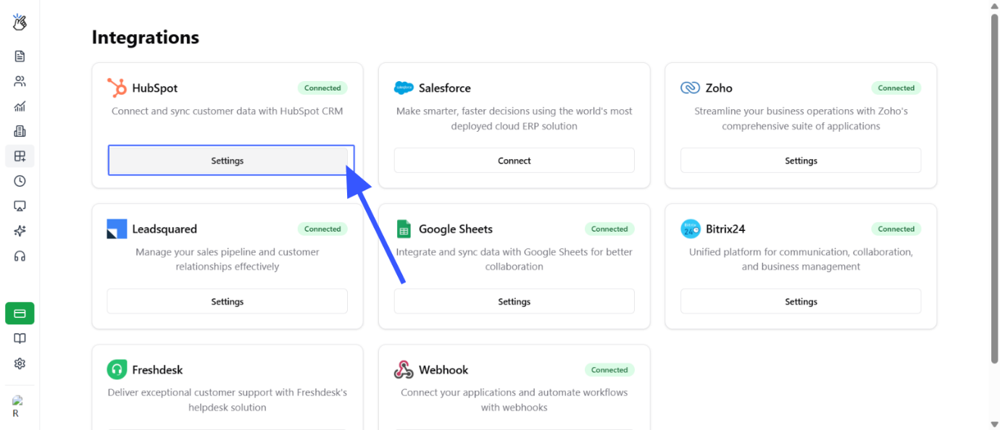 Integrations
HubSpot
Connected
Connect and sync customer data with HubSpot CRM
Settings
Salesforce
Make smarter, faster decisions using the world's most
deployed cloud ERP solution
Connect
Zoho
Connected
Streamline your business operations with Zoho's
comprehensive suite of applications
Settings
Leadsquared
Connected
Manage your sales pipeline and customer
relationships effectively
Settings
Google Sheets
Connected
Integrate and sync data with Google Sheets for better
collaboration
Settings
Bitrix24
Connected
Unified platform for communication, collaboration,
and business management
Settings
Freshdesk
Deliver exceptional customer support with Freshdesk's
helpdesk solution
Webhook
Connected
Connect your applications and automate workflows
with webhooks
R